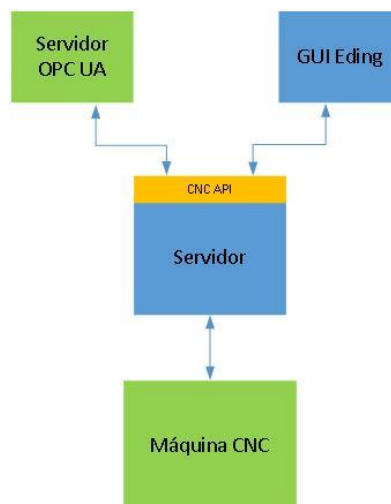 Servidor
OPC UA
GUI Eding
CNC API
Servidor
Máquina CNC